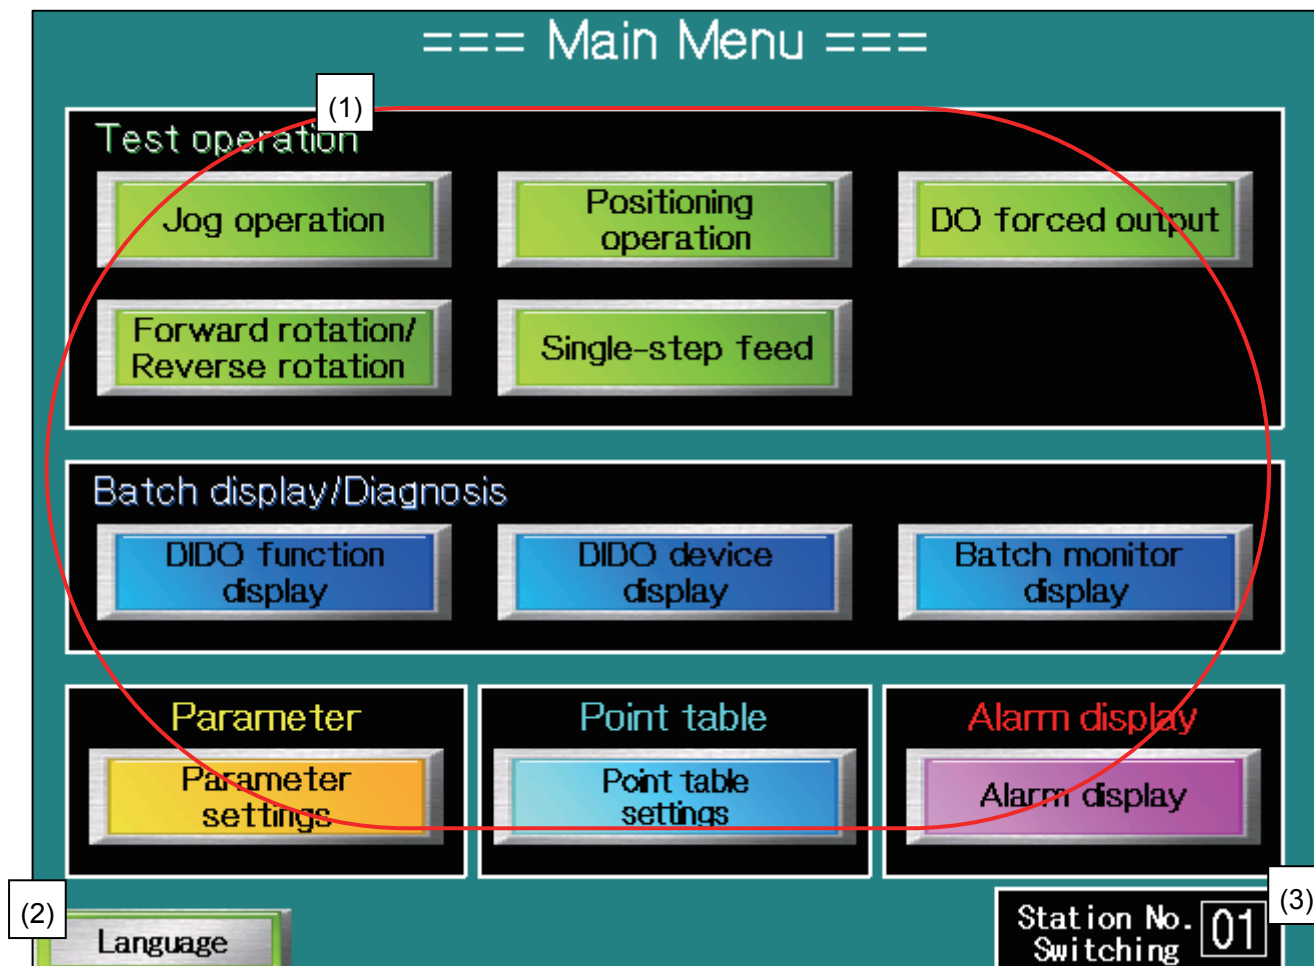 === Main Menu ===
(1)
Test operation
Jog operation
Positioning
operation
DO forced output
Forward rotation/
Reverse rotation
Single-step feed
Batch display/Diagnosis
DIDO function
display
DIDO device
display
Batch monitor
display
Parameter
Point table
Alarm display
Parameter
settings
Point table
settings
Alarm display
(2)
Language
Station No.
Switching
01
(3)